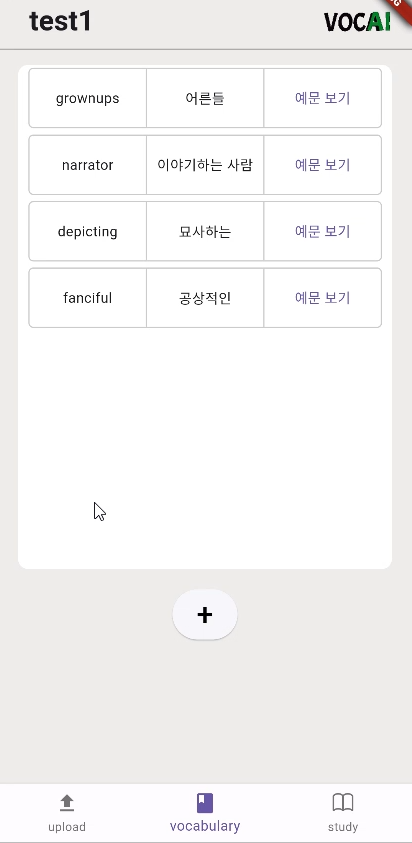 test1
VOCAI
grownups 어른들 예문 보기
narrator 이야기하는 사람 예문 보기
depicting 묘사하는 예문 보기
fanciful 공상적인 예문 보기
+
upload vocabulary study